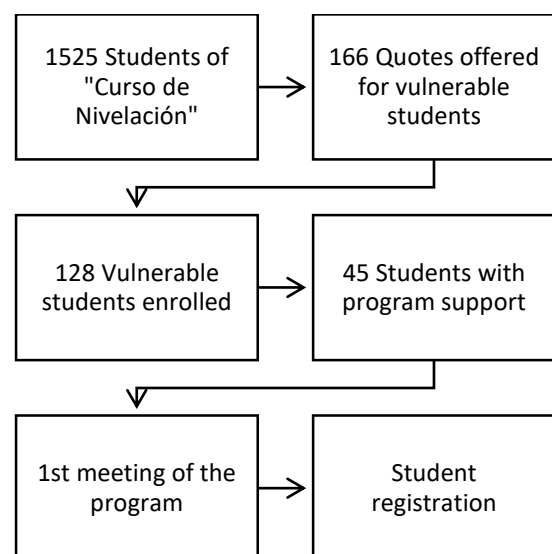 1525 Students of
"Curso de
Nivelación"
166 Quotes offered
for vulnerable
students
128 Vulnerable
students enrolled
45 Students with
program support
1st meeting of the
program
Student
registration